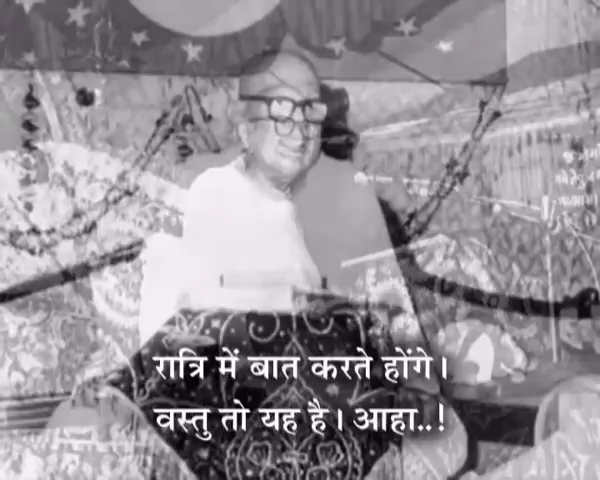 रात्रि में बात करते होंगे।
वस्तु तो यह है। आहा..!